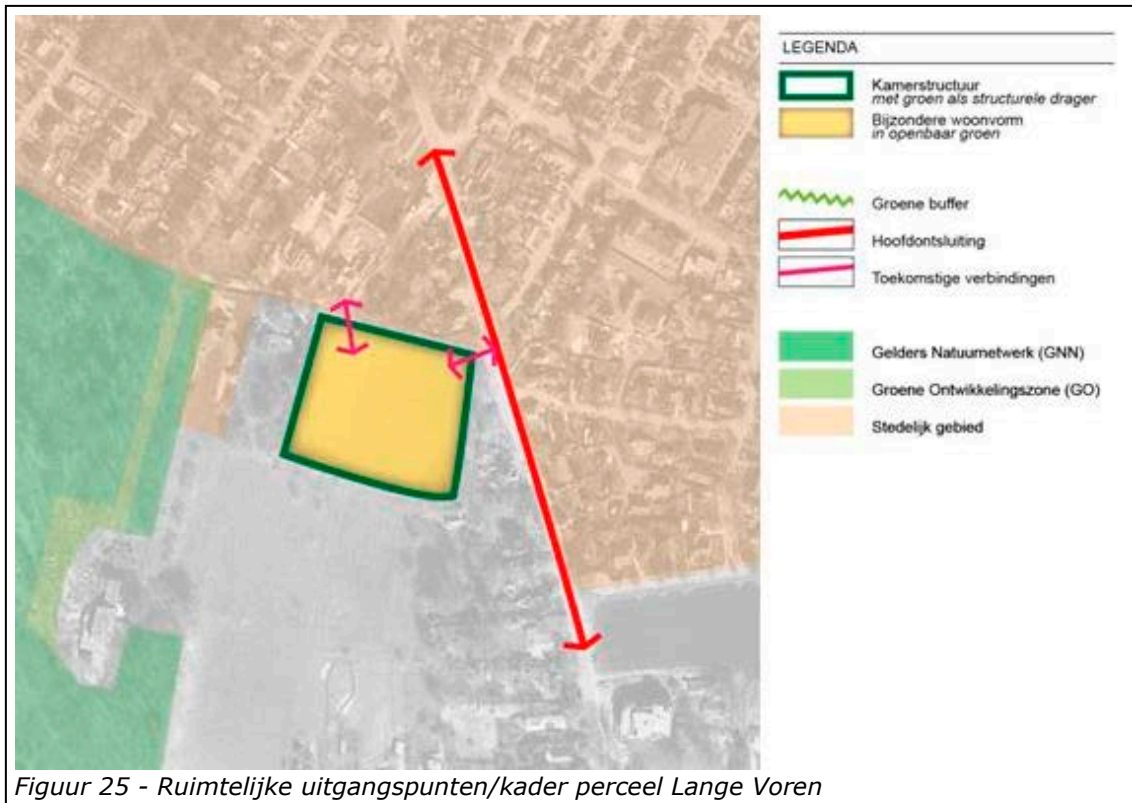 LEGENDA
Kamerstructuur
met groen als structurele drager
Bijzondere woonvorm
in openbaar groen
Groene buffer
Hoofdontsluiting
Toekomstige verbindingen
Gelders Natuurnetwerk (GNN)
Groene Ontwikkelingszone (GO)
Stedelijk gebied
Figuur 25 - Ruimtelijke uitgangspunten/kader perceel Lange Voren